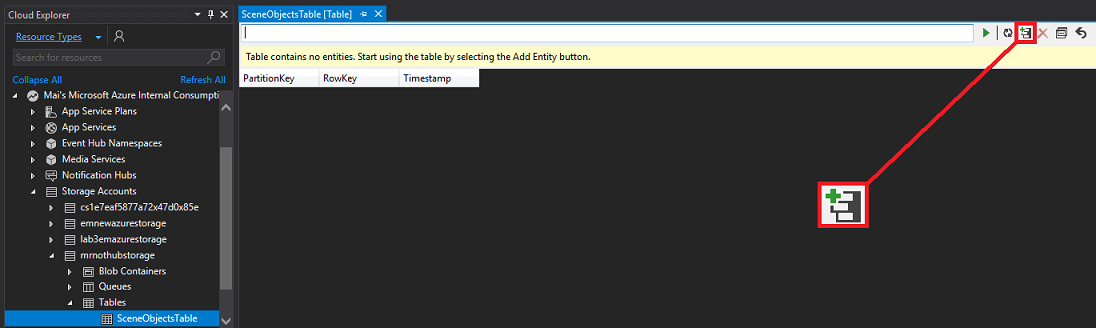 Cloud Explorer
Resource Types
Search for resources
Collapse All Refresh All
Mai's Microsoft Azure Internal Consumpti
App Service Plans
App Services
Event Hub Namespaces
Media Services
Notification Hubs
Storage Accounts
cs1e7eaf5877a72x47d0x85e
emnewazurestorage
lab3emazurestorage
mrnothubstorage
Blob Containers
Queues
Tables
SceneObjectsTable
SceneObjectsTable [Table]
Table contains no entities. Start using the table by selecting the Add Entity button.
PartitionKey RowKey Timestamp